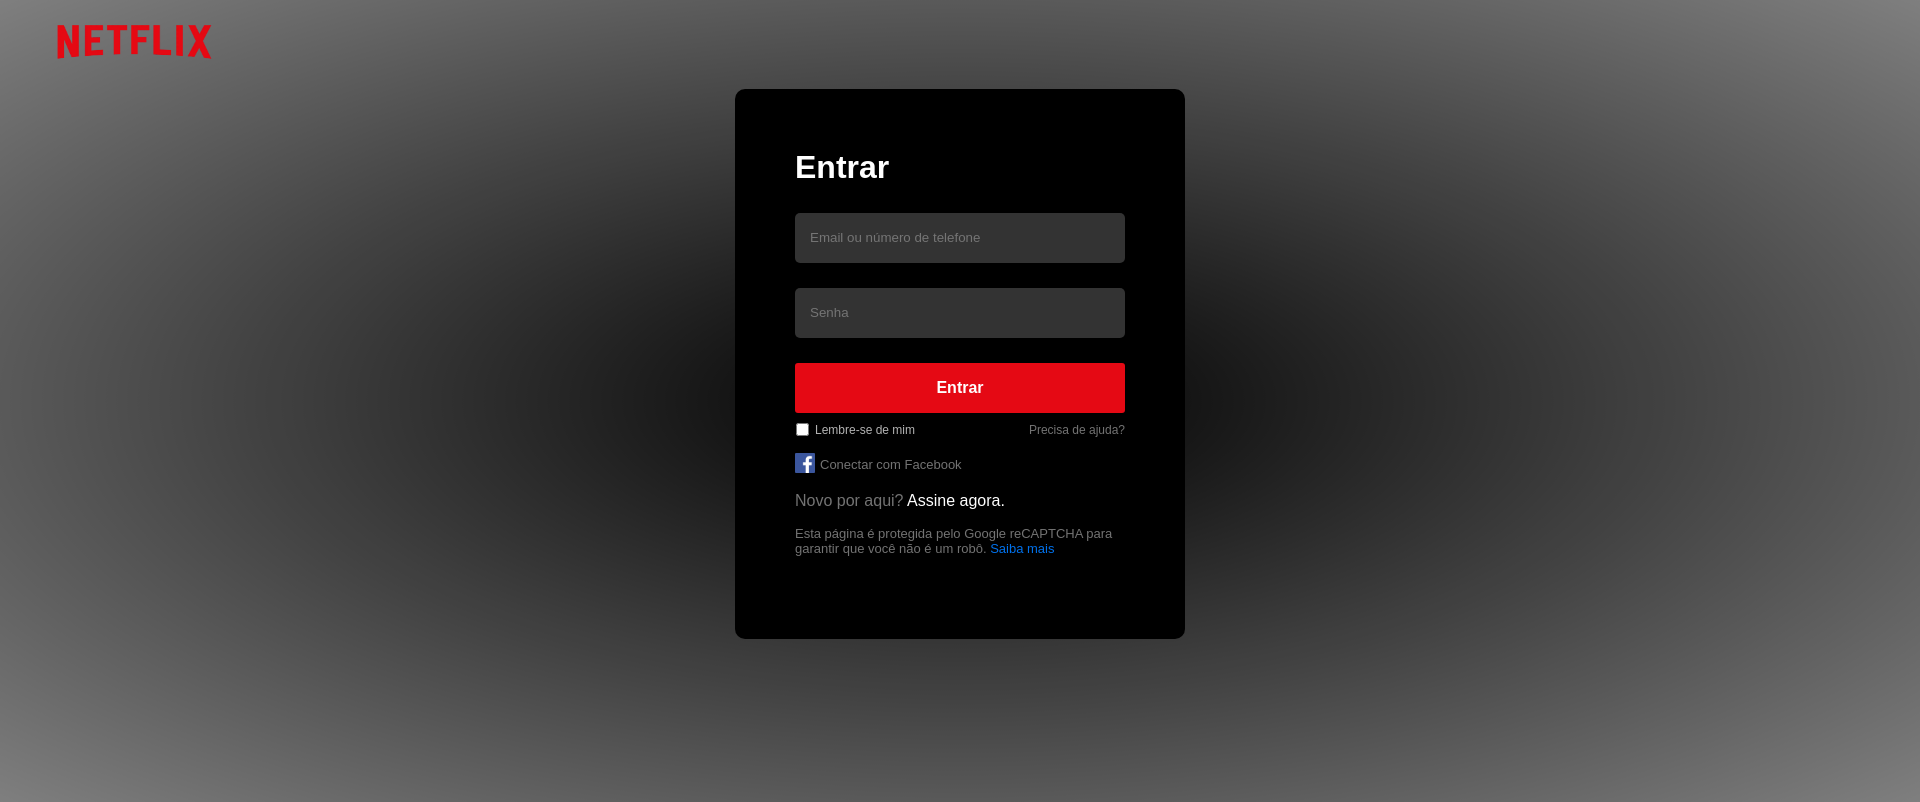 NETFLIX
Entrar
Email ou número de telefone
Senha
Entrar
Lembre-se de mim
Precisa de ajuda?
Conectar com Facebook
Novo por aqui? Assine agora.
Esta página é protegida pelo Google reCAPTCHA para
garantir que você não é um robô. Saiba mais